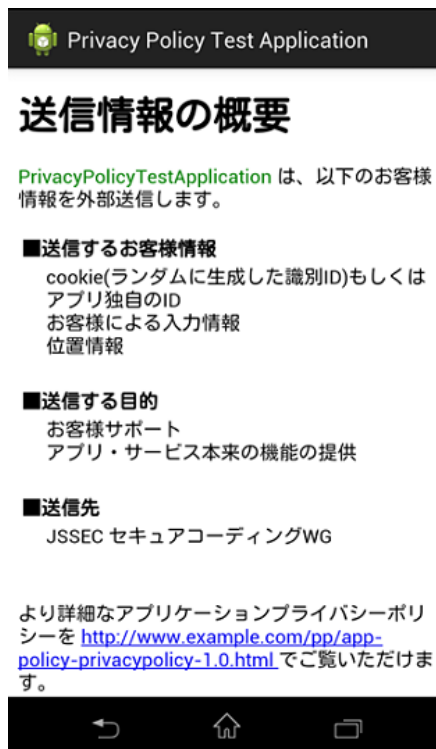 Privacy Policy Test Application
送信情報の概要
PrivacyPolicyTestApplication は、以下のお客様
情報を外部送信します。
■送信するお客様情報
cookie(ランダムに生成した識別ID)もしくは
アプリ独自のID
お客様による入力情報
位置情報
■送信する目的
お客様サポート
アプリ・サービス本来の機能の提供
■送信先
JSSEC セキュアコーディングWG
より詳細なアプリケーションプライバシーポリ
シーを http://www.example.com/pp/app-
policy-privacypolicy-1.0.html でご覧いただけま
す。